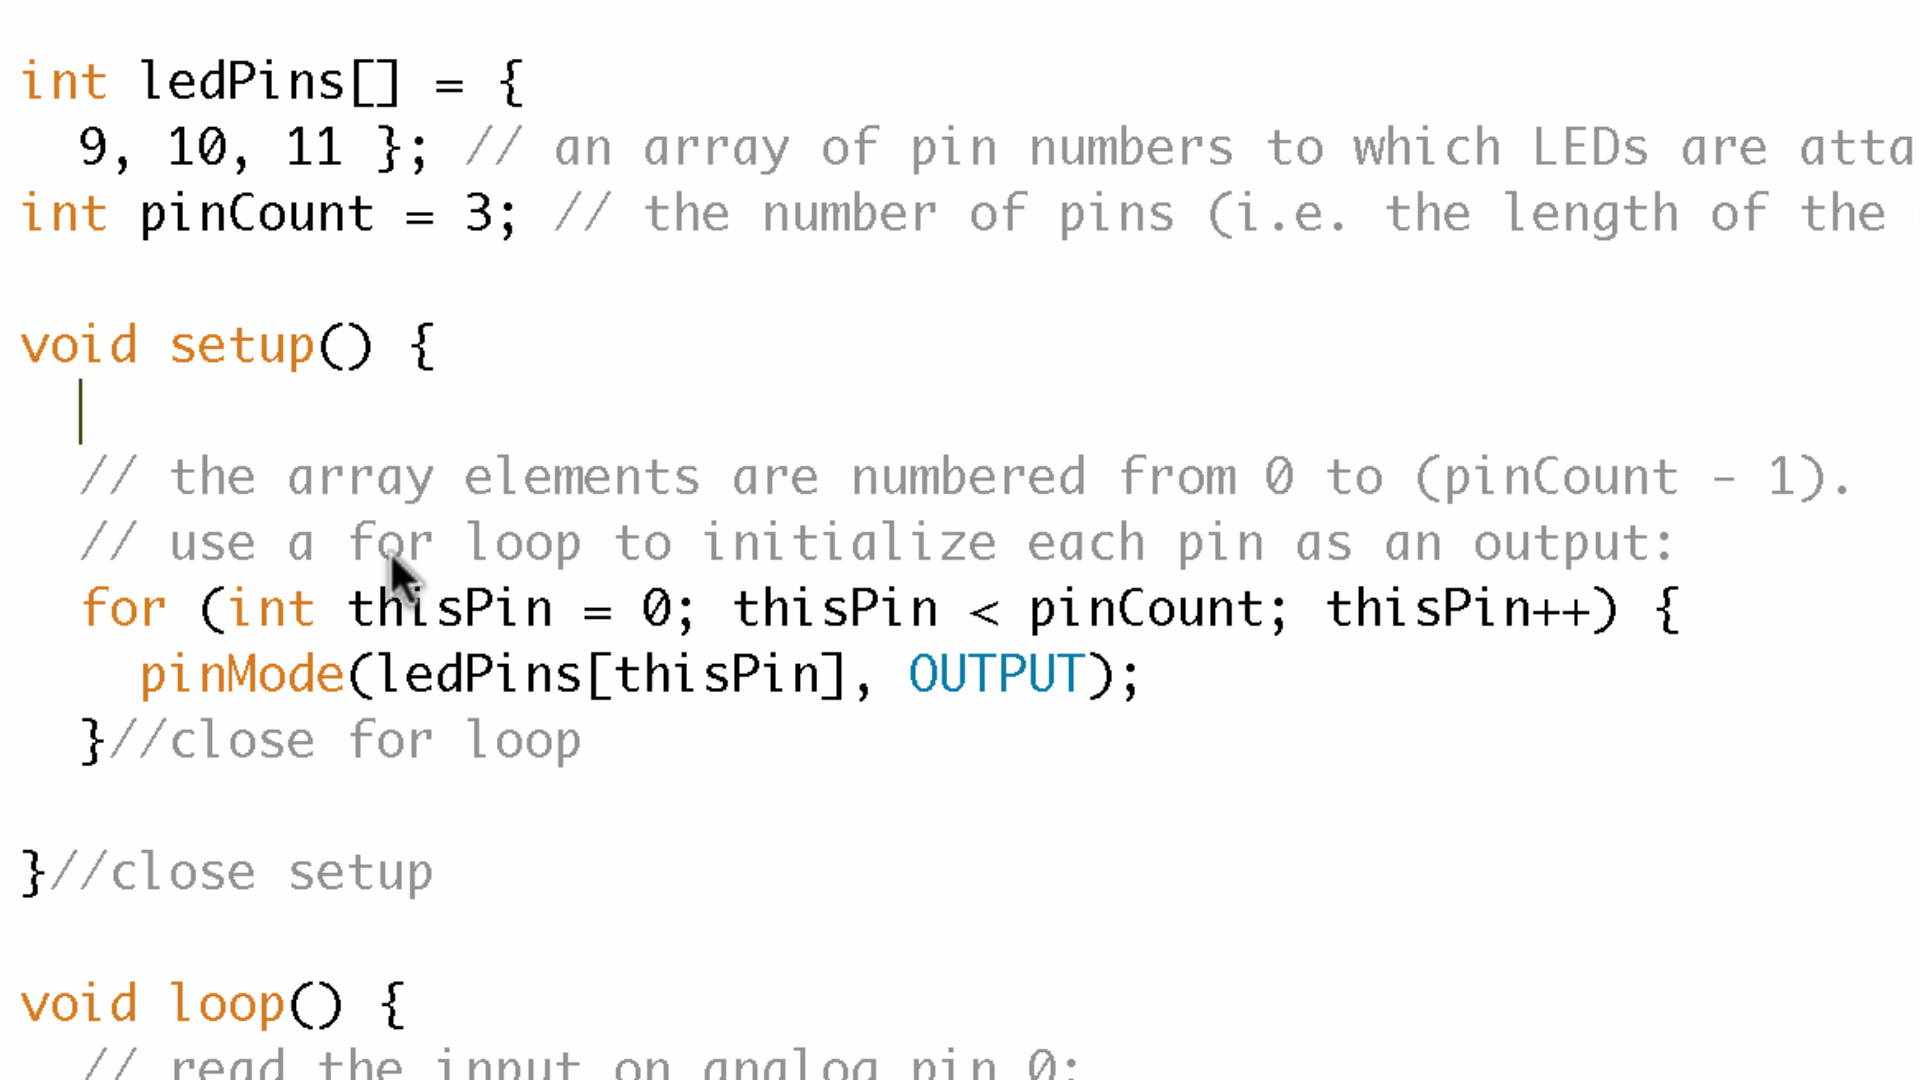 int ledPins[] = {
  9, 10, 11 }; // an array of pin numbers to which LEDs are atta
int pinCount = 3; // the number of pins (i.e. the length of the
void setup() {
  // the array elements are numbered from 0 to (pinCount - 1).
  // use a for loop to initialize each pin as an output:
  for (int thisPin = 0; thisPin < pinCount; thisPin++) {
    pinMode(ledPins[thisPin], OUTPUT);
  }//close for loop
}//close setup
void loop() {
  // read the input on analog pin 0: